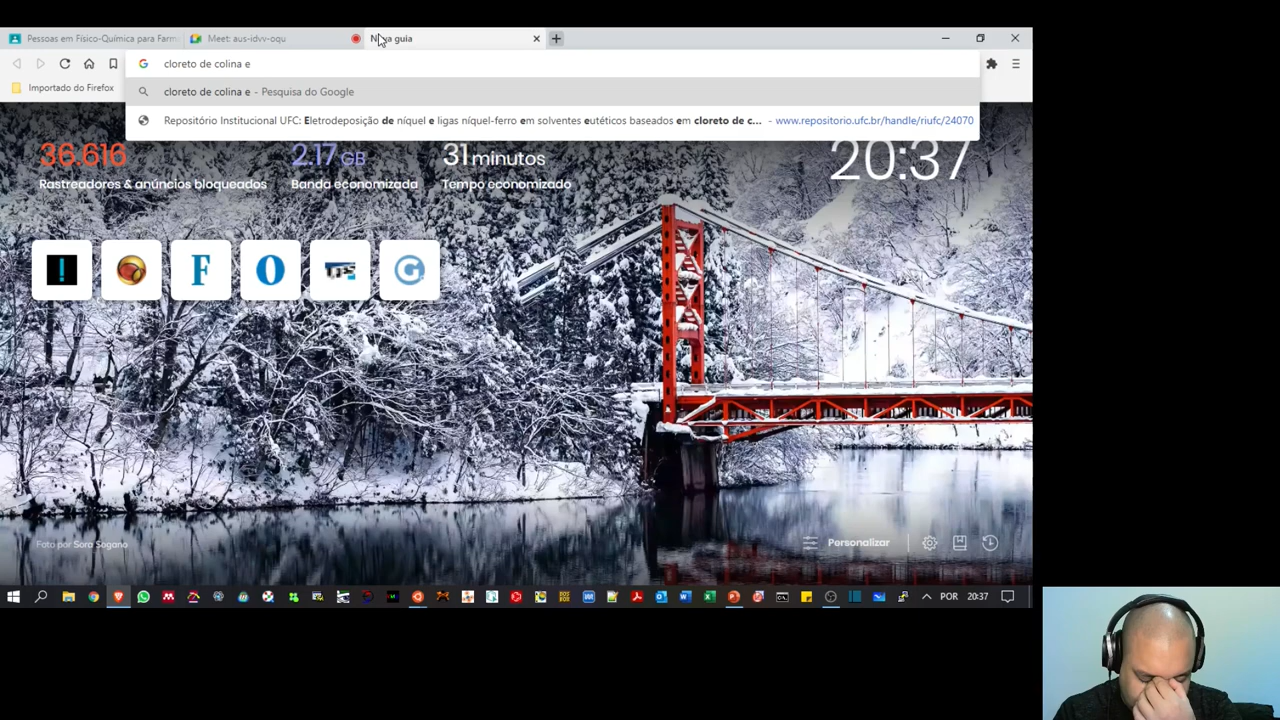 Pessoas em Físico-Química para Farm
Meet: aus-idvv-oqu
Nova guia
cloreto de colina e
Importado do Firefox
cloreto de colina e - Pesquisa do Google
Repositório Institucional UFC: Eletrodeposição de níquel e ligas níquel-ferro em solventes eutéticos baseados em cloreto de c... - www.repositorio.ufc.br/handle/riufc/24070
36.616
Rastreadores & anúncios bloqueados
2.17 GB
Banda economizada
31 minutos
Tempo economizado
20:37
F
O
TFS
G
Foto por Sora Sagano
Personalizar
POR
20:37